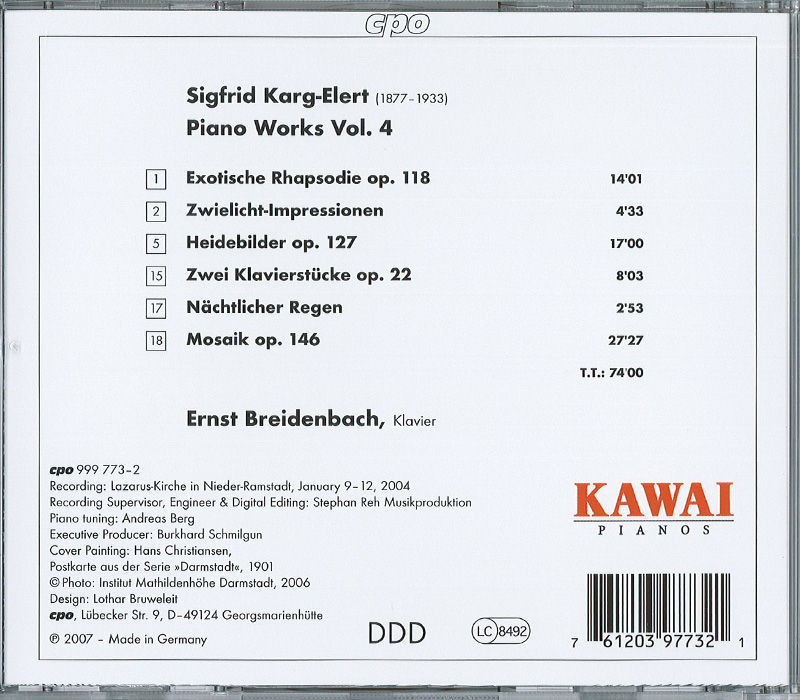 cpo
Sigfrid Karg-Elert (1877–1933)
Piano Works Vol. 4
1 Exotische Rhapsodie op. 118 14'01
2 Zwielicht-Impressionen 4'33
5 Heidebilder op. 127 17'00
15 Zwei Klavierstücke op. 22 8'03
17 Nächtlicher Regen 2'53
18 Mosaik op. 146 27'27
T.T.: 74'00
Ernst Breidenbach, Klavier
cpo 999 773–2
Recording: Lazarus-Kirche in Nieder-Ramstadt, January 9–12, 2004
Recording Supervisor, Engineer & Digital Editing: Stephan Reh Musikproduktion
Piano tuning: Andreas Berg
Executive Producer: Burkhard Schmilgun
Cover Painting: Hans Christiansen,
Postkarte aus der Serie »Darmstadt«, 1901
© Photo: Institut Mathildenhöhe Darmstadt, 2006
Design: Lothar Bruweleit
cpo, Lübecker Str. 9, D–49124 Georgsmarienhütte
℗ 2007 – Made in Germany
KAWAI
PIANOS
DDD
LC 8492
7 61203 97732 1